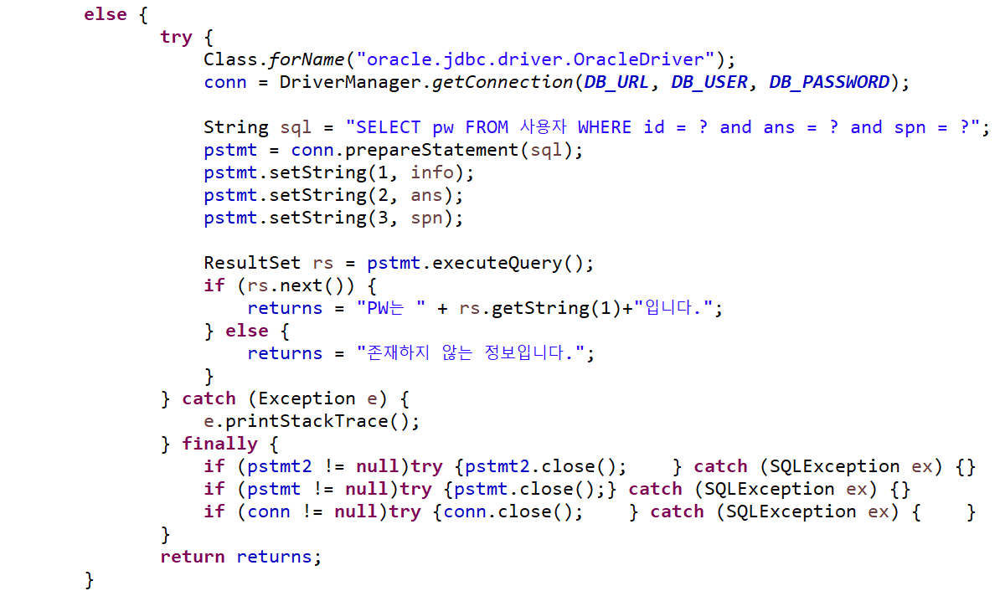 else {
try {
Class.forName("oracle.jdbc.driver.OracleDriver");
conn = DriverManager.getConnection(DB_URL, DB_USER, DB_PASSWORD);
String sql = "SELECT pw FROM 사용자 WHERE id = ? and ans = ? and spn = ?";
pstmt = conn.prepareStatement(sql);
pstmt.setString(1, info);
pstmt.setString(2, ans);
pstmt.setString(3, spn);
ResultSet rs = pstmt.executeQuery();
if (rs.next()) {
returns = "PW는 " + rs.getString(1)+"입니다.";
} else {
returns = "존재하지 않는 정보입니다.";
}
} catch (Exception e) {
e.printStackTrace();
} finally {
if (pstmt2 != null)try {pstmt2.close();    } catch (SQLException ex) {}
if (pstmt != null)try {pstmt.close();} catch (SQLException ex) {}
if (conn != null)try {conn.close();    } catch (SQLException ex) {    }
}
return returns;
}